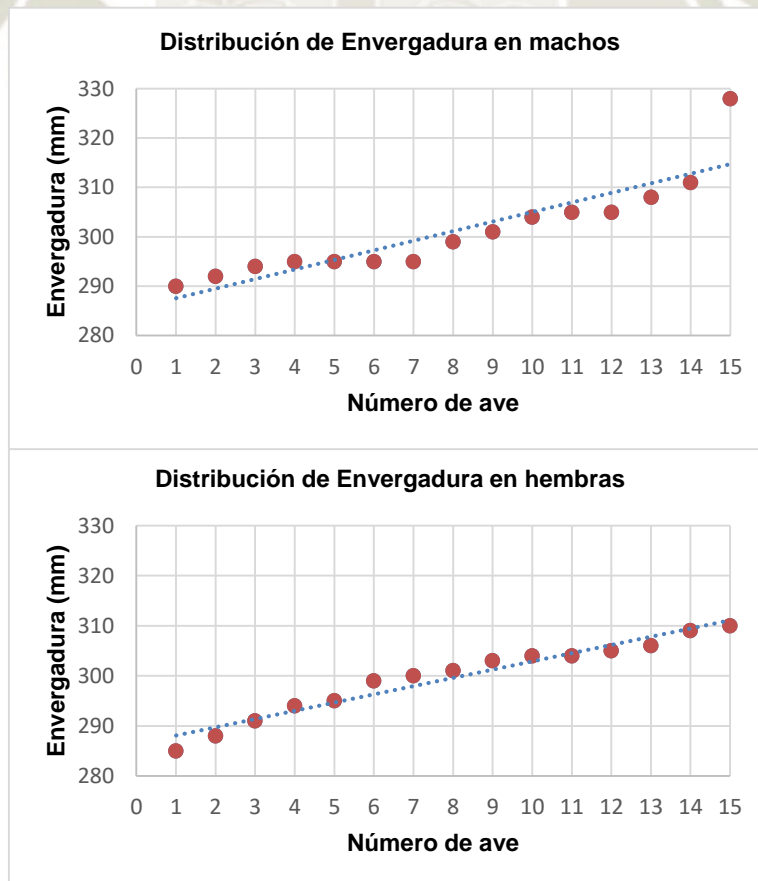 Distribución de Envergadura en machos
Envergadura (mm)
330
320
310
300
290
280
0 1 2 3 4 5 6 7 8 9 10 11 12 13 14 15
Número de ave
Distribución de Envergadura en hembras
Envergadura (mm)
330
320
310
300
290
280
0 1 2 3 4 5 6 7 8 9 10 11 12 13 14 15
Número de ave